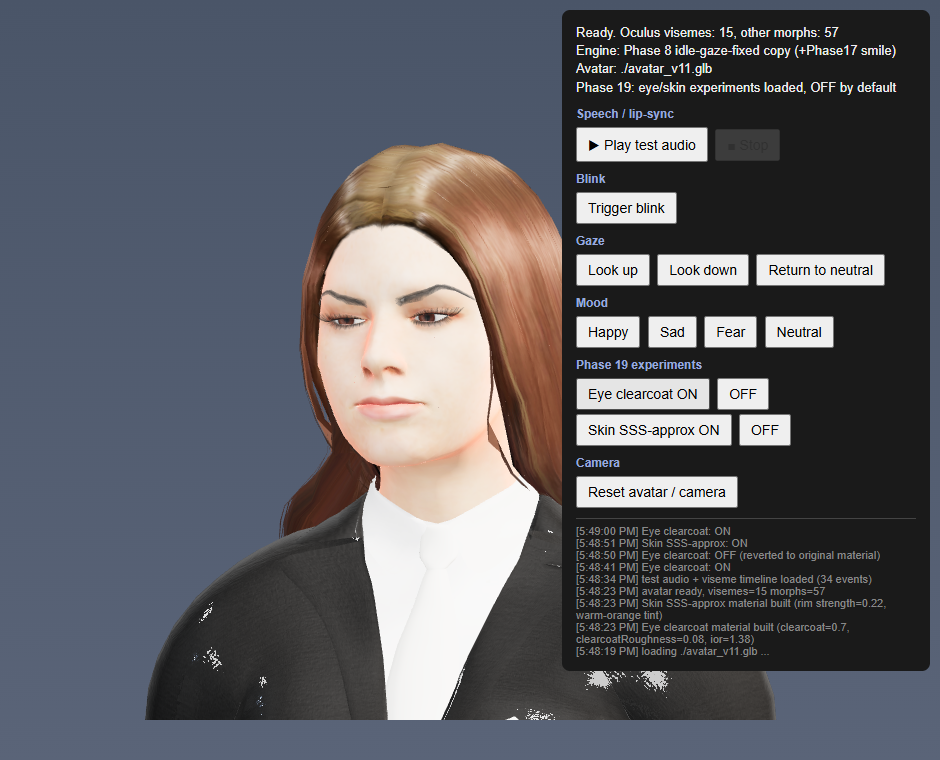 Ready. Oculus visemes: 15, other morphs: 57
Engine: Phase 8 idle-gaze-fixed copy (+Phase17 smile)
Avatar: ./avatar_v11.glb
Phase 19: eye/skin experiments loaded, OFF by default
Speech / lip-sync
▶ Play test audio ■ Stop
Blink
Trigger blink
Gaze
Look up Look down Return to neutral
Mood
Happy Sad Fear Neutral
Phase 19 experiments
Eye clearcoat ON OFF
Skin SSS-approx ON OFF
Camera
Reset avatar / camera
[5:49:00 PM] Eye clearcoat: ON
[5:48:51 PM] Skin SSS-approx: ON
[5:48:50 PM] Eye clearcoat: OFF (reverted to original material)
[5:48:41 PM] Eye clearcoat: ON
[5:48:34 PM] test audio + viseme timeline loaded (34 events)
[5:48:23 PM] avatar ready, visemes=15 morphs=57
[5:48:23 PM] Skin SSS-approx material built (rim strength=0.22,
warm-orange tint)
[5:48:23 PM] Eye clearcoat material built (clearcoat=0.7,
clearcoatRoughness=0.08, ior=1.38)
[5:48:19 PM] loading ./avatar_v11.glb ...